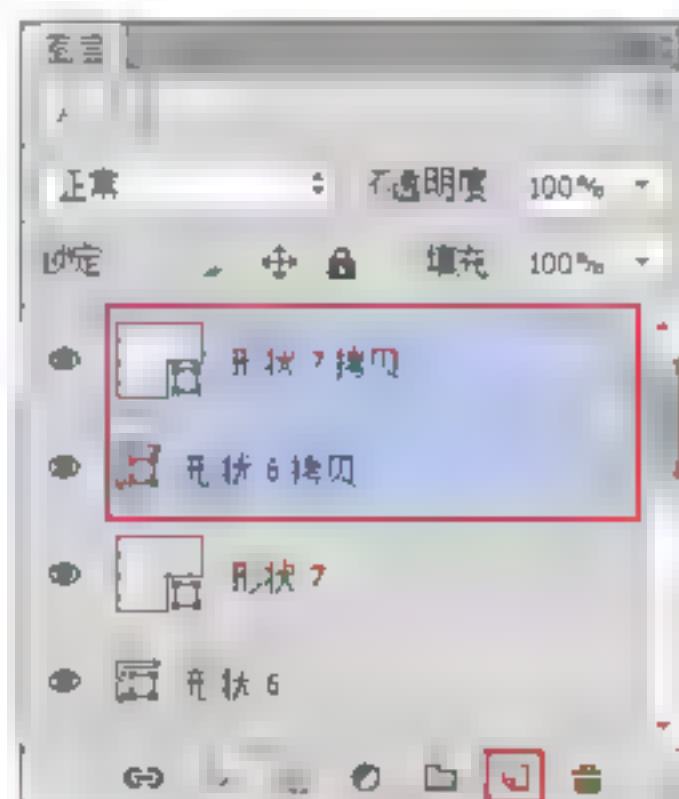 正常 不透明度 100%
锁定 填充 100%
形状 7 拷贝
形状 6 拷贝
形状 7
形状 6